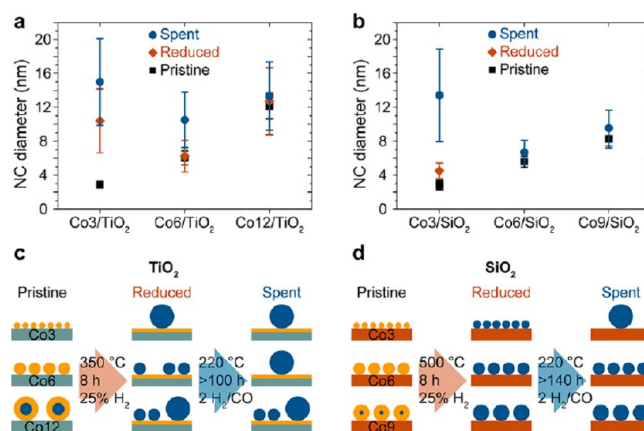 a
NC diameter (nm)
20
16
12
8
4
0
Spent
Reduced
Pristine
Co3/TiO₂
Co6/TiO₂
Co12/TiO₂
b
NC diameter (nm)
20
16
12
8
4
0
Spent
Reduced
Pristine
Co3/SiO₂
Co6/SiO₂
Co9/SiO₂
c
TiO₂
Pristine
Reduced
Spent
Co3
Co6
Co12
350 °C
8 h
25% H₂
220 °C
>100 h
2 H₂/CO
d
SiO₂
Pristine
Reduced
Spent
Co3
Co6
Co9
500 °C
8 h
25% H₂
220 °C
>140 h
2 H₂/CO